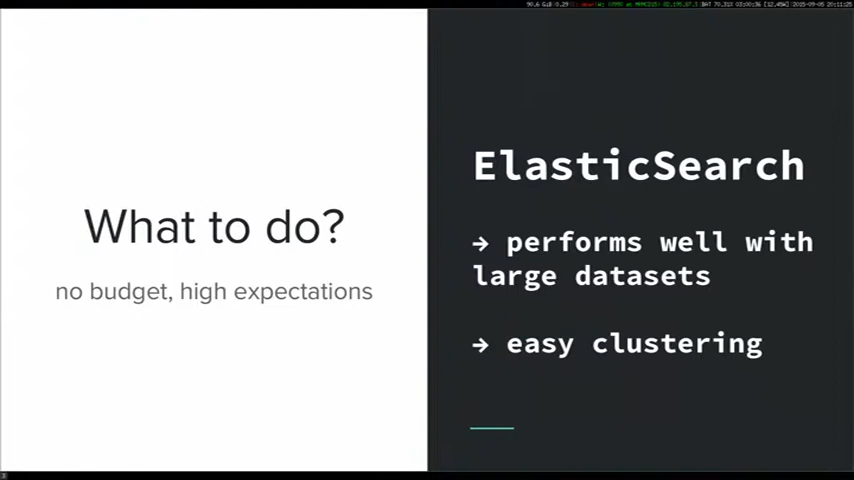 What to do?
no budget, high expectations
ElasticSearch
→ performs well with
large datasets
→ easy clustering